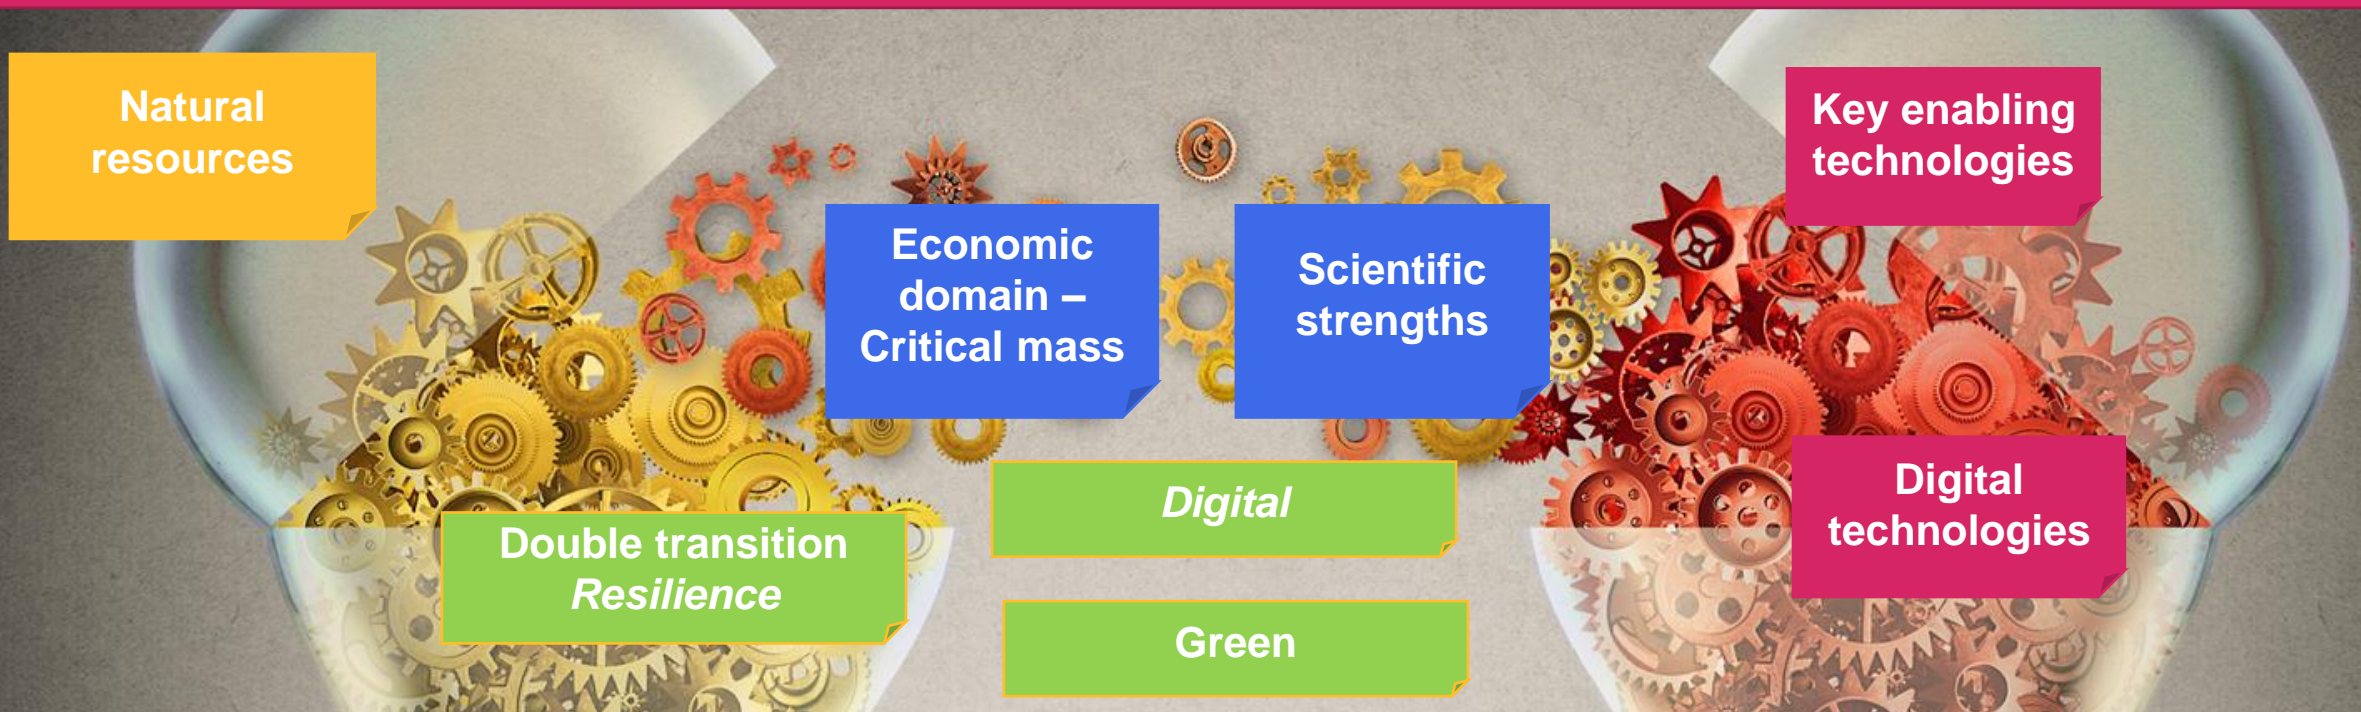 Natural
resources
Economic
domain –
Critical mass
Scientific
strengths
Key enabling
technologies
Double transition
Resilience
Digital
Green
Digital
technologies